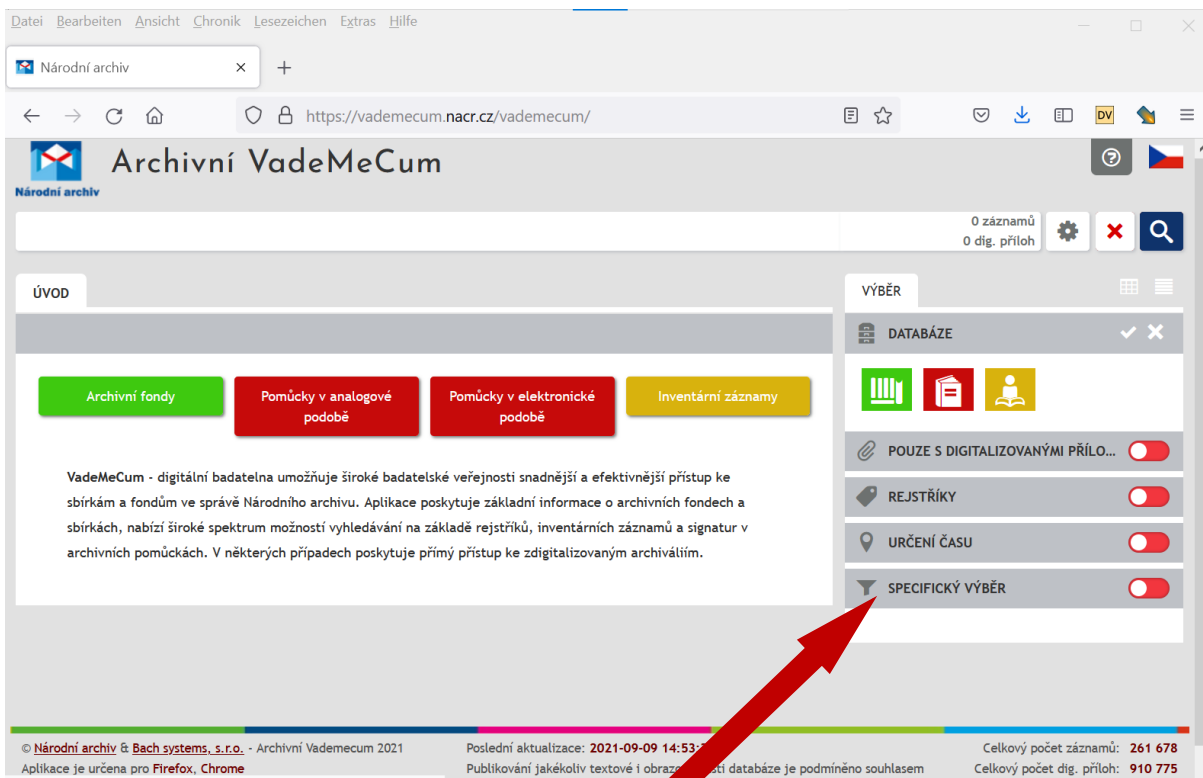 Datei Bearbeiten Ansicht Chronik Lesezeichen Extras Hilfe
Národní archiv
https://vademecum.nacr.cz/vademecum/
DV
Archivní VadeMeCum
Národní archiv
0 záznamů
0 dig. příloh
ÚVOD
VÝBĚR
DATABÁZE
Archivní fondy
Pomůcky v analogové
podobě
Pomůcky v elektronické
podobě
Inventární záznamy
POUZE S DIGITALIZOVANÝMI PŘÍLO...
REJSTŘÍKY
URČENÍ ČASU
SPECIFICKÝ VÝBĚR
VadeMeCum - digitální badatelna umožňuje široké badatelské veřejnosti snadnější a efektivnější přístup ke
sbírkám a fondům ve správě Národního archivu. Aplikace poskytuje základní informace o archivních fondech a
sbírkách, nabízí široké spektrum možností vyhledávání na základě rejstříků, inventárních záznamů a signatur v
archivních pomůckách. V některých případech poskytuje přímý přístup ke zdigitalizovaným archiváliím.
© Národní archiv & Bach systems, s.r.o. - Archivní Vademecum 2021
Poslední aktualizace: 2021-09-09 14:53:
Celkový počet záznamů: 261 678
Aplikace je určena pro Firefox, Chrome
Publikování jakékoliv textové i databáze je podmíněno souhlasem
Celkový počet dig. příloh: 910 775